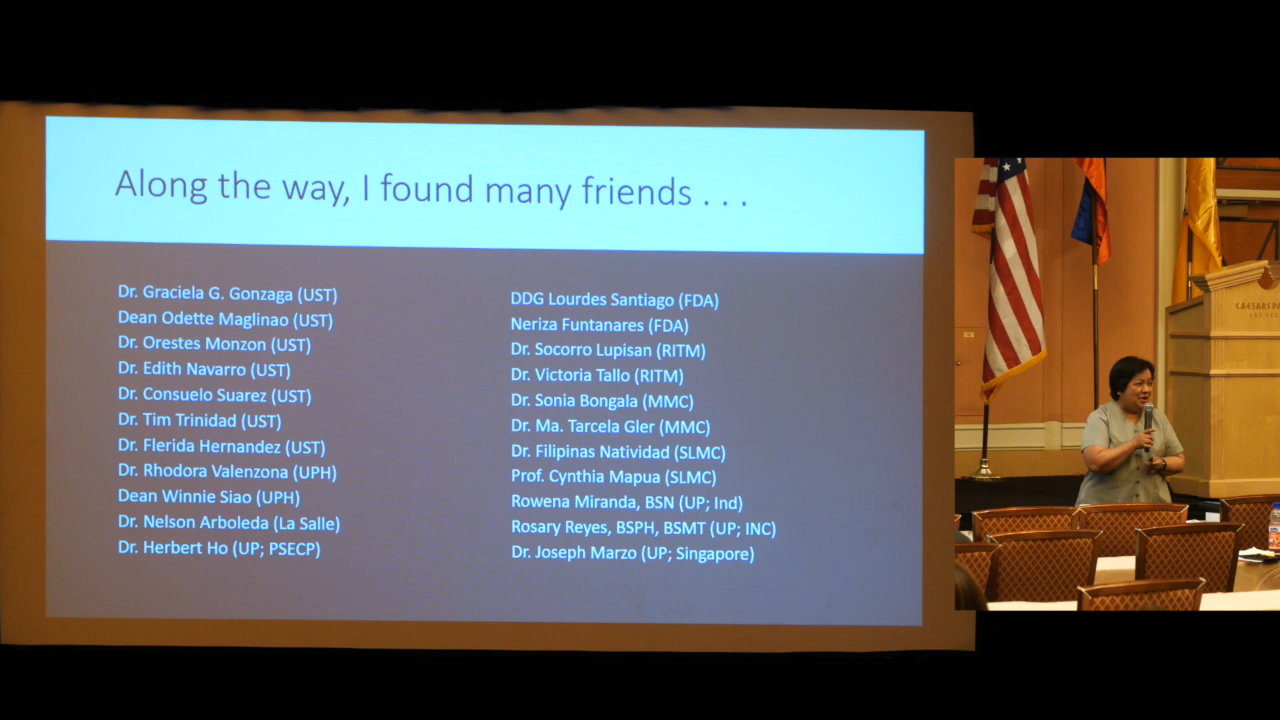 Along the way, I found many friends . . .
Dr. Graciela G. Gonzaga (UST)
Dean Odette Maglinao (UST)
Dr. Orestes Monzon (UST)
Dr. Edith Navarro (UST)
Dr. Consuelo Suarez (UST)
Dr. Tim Trinidad (UST)
Dr. Flerida Hernandez (UST)
Dr. Rhodora Valenzona (UPH)
Dean Winnie Siao (UPH)
Dr. Nelson Arboleda (La Salle)
Dr. Herbert Ho (UP; PSECP)
DDG Lourdes Santiago (FDA)
Neriza Funtanares (FDA)
Dr. Socorro Lupisan (RITM)
Dr. Victoria Tallo (RITM)
Dr. Sonia Bongala (MMC)
Dr. Ma. Tarcela Gler (MMC)
Dr. Filipinas Natividad (SLMC)
Prof. Cynthia Mapua (SLMC)
Rowena Miranda, BSN (UP; Ind)
Rosary Reyes, BSPH, BSMT (UP; INC)
Dr. Joseph Marzo (UP; Singapore)
CAESARS PA
LAS VEG